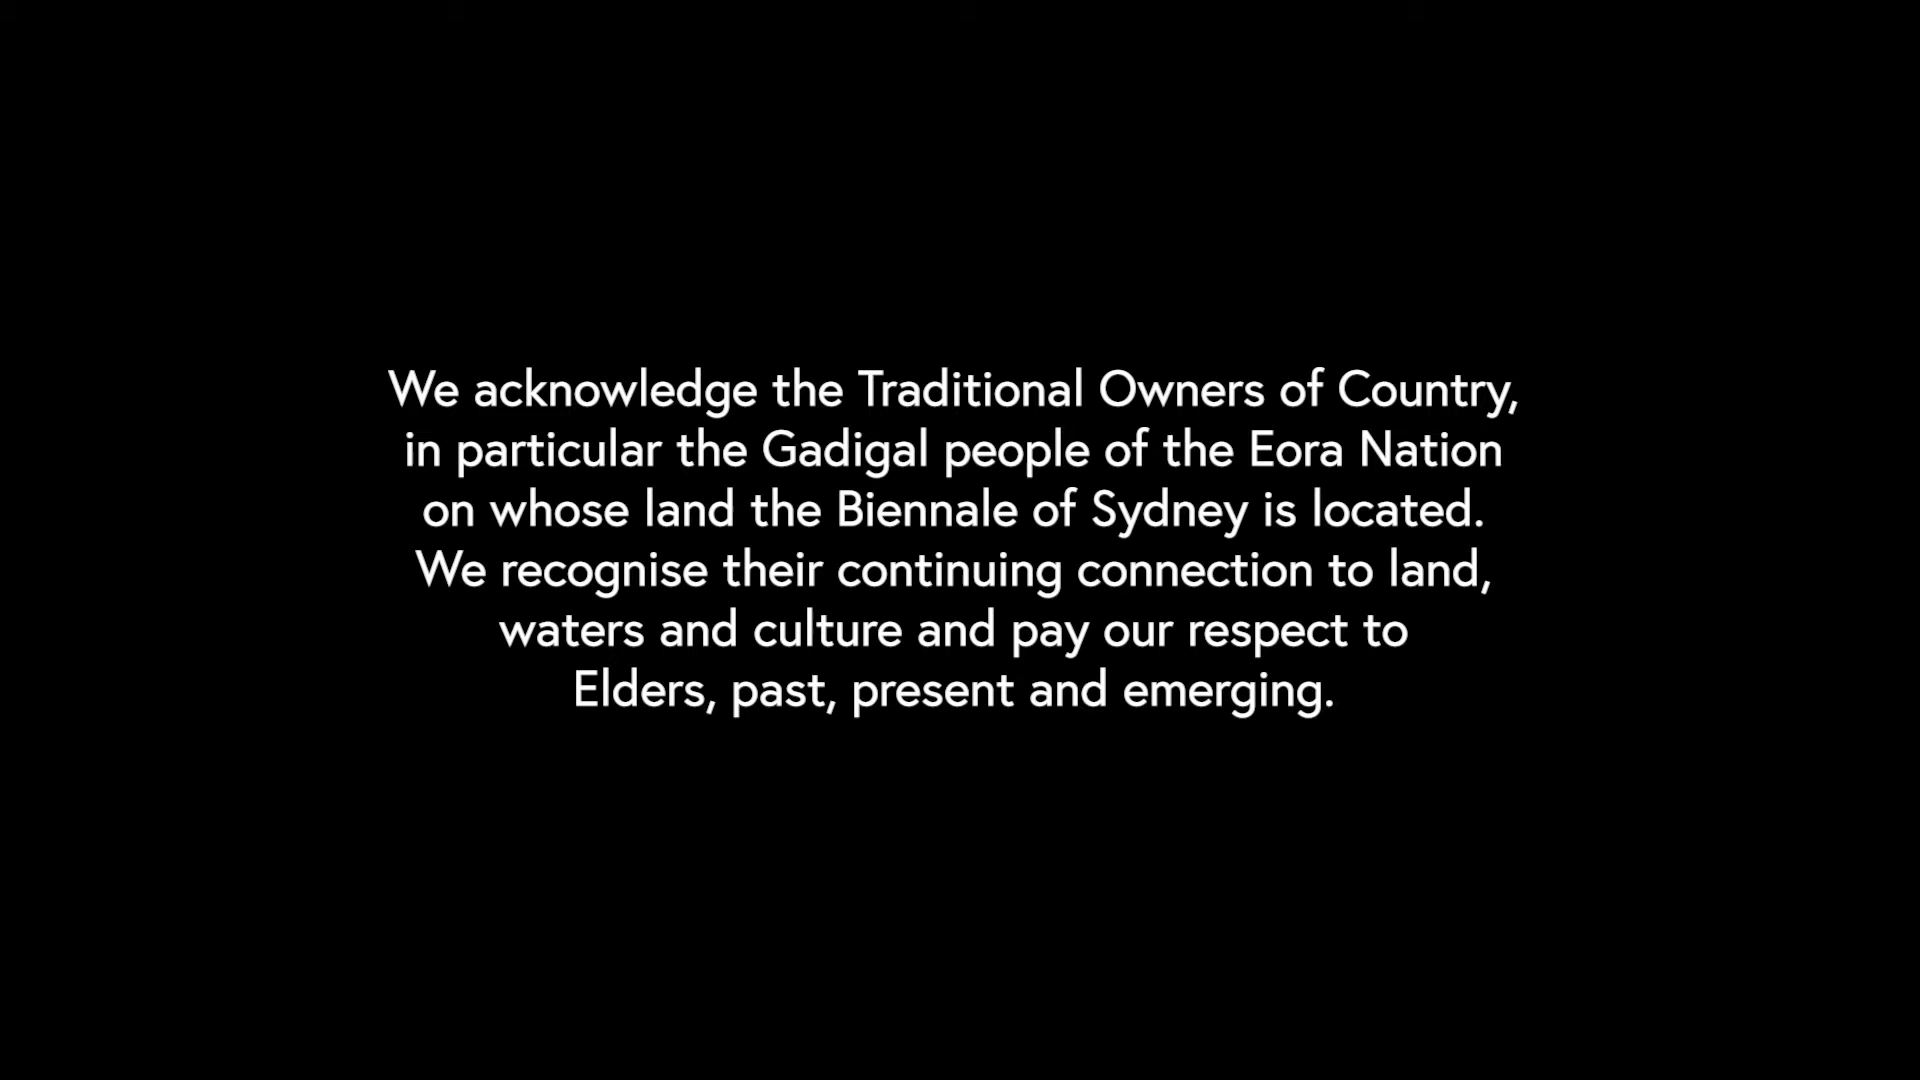 We acknowledge the Traditional Owners of Country,
in particular the Gadigal people of the Eora Nation
on whose land the Biennale of Sydney is located.
We recognise their continuing connection to land,
waters and culture and pay our respect to
Elders, past, present and emerging.